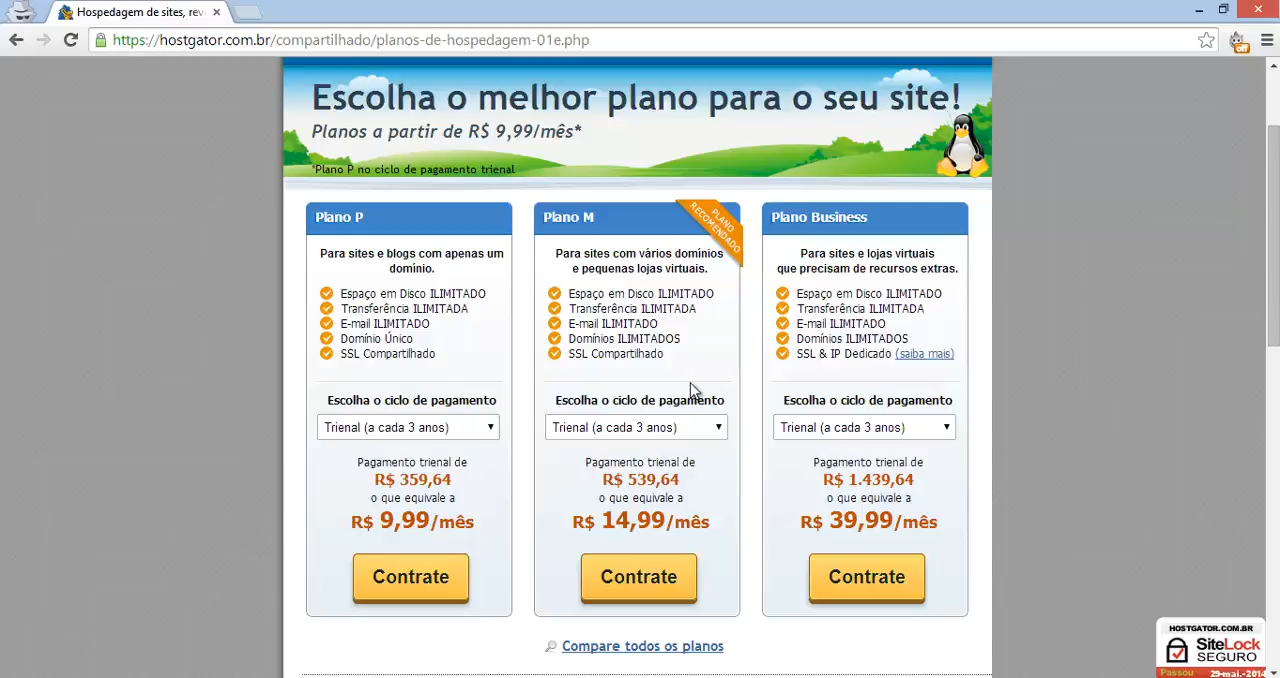 Hospedagem de sites, rev
https://hostgator.com.br/compartilhado/planos-de-hospedagem-01e.php
off
Escolha o melhor plano para o seu site!
Planos a partir de R$ 9,99/mês*
*Plano P no ciclo de pagamento trienal
Plano P
Para sites e blogs com apenas um
domínio.
Espaço em Disco ILIMITADO
Transferência ILIMITADA
E-mail ILIMITADO
Domínio Único
SSL Compartilhado
Escolha o ciclo de pagamento
Trienal (a cada 3 anos)
Pagamento trienal de
R$ 359,64
o que equivale a
R$ 9,99/mês
Contrate
Plano M
PLANO
RECOMENDADO
Para sites com vários domínios
e pequenas lojas virtuais.
Espaço em Disco ILIMITADO
Transferência ILIMITADA
E-mail ILIMITADO
Domínios ILIMITADOS
SSL Compartilhado
Escolha o ciclo de pagamento
Trienal (a cada 3 anos)
Pagamento trienal de
R$ 539,64
o que equivale a
R$ 14,99/mês
Contrate
Plano Business
Para sites e lojas virtuais
que precisam de recursos extras.
Espaço em Disco ILIMITADO
Transferência ILIMITADA
E-mail ILIMITADO
Domínios ILIMITADOS
SSL & IP Dedicado (saiba mais)
Escolha o ciclo de pagamento
Trienal (a cada 3 anos)
Pagamento trienal de
R$ 1.439,64
o que equivale a
R$ 39,99/mês
Contrate
Compare todos os planos
HOSTGATOR.COM.BR
SiteLock
SEGURO
Passou 29-mai.-2014